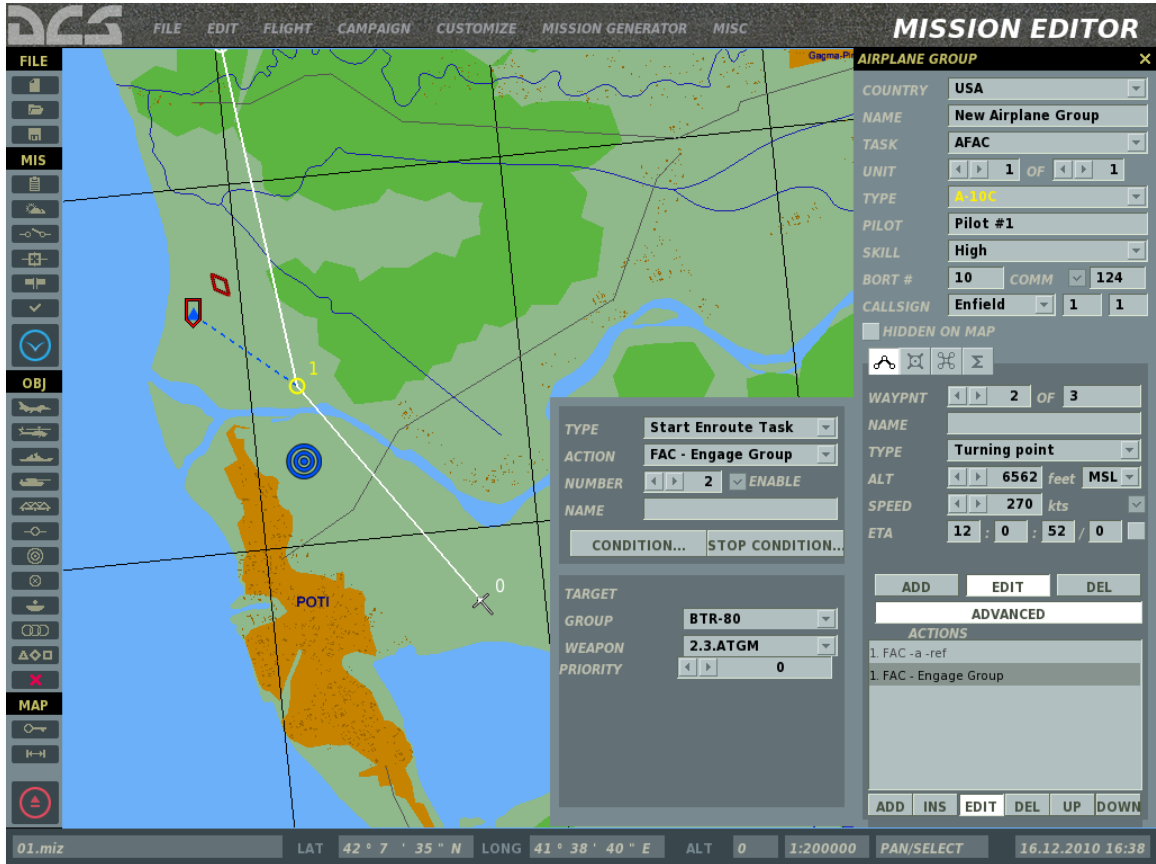 DCS
FILE EDIT FLIGHT CAMPAIGN CUSTOMIZE MISSION GENERATOR MISC
MISSION EDITOR
FILE
MIS
OBJ
MAP
Gagma-Pir
1
0
POTI
AIRPLANE GROUP X
COUNTRY USA
NAME New Airplane Group
TASK AFAC
UNIT 1 OF 1
TYPE A-10C
PILOT Pilot #1
SKILL High
BORT # 10 COMM 124
CALLSIGN Enfield 1 1
HIDDEN ON MAP
Σ
WAYPNT 2 OF 3
NAME
TYPE Turning point
ALT 6562 feet MSL
SPEED 270 kts
ETA 12 : 0 : 52 / 0
ADD EDIT DEL
ADVANCED
ACTIONS
1. FAC -a -ref
1. FAC - Engage Group
ADD INS EDIT DEL UP DOWN
TYPE Start Enroute Task
ACTION FAC - Engage Group
NUMBER 2 ENABLE
NAME
CONDITION... STOP CONDITION...
TARGET
GROUP BTR-80
WEAPON 2.3.ATGM
PRIORITY 0
01.miz LAT 42 ° 7 ' 35 " N LONG 41 ° 38 ' 40 " E ALT 0 1:200000 PAN/SELECT 16.12.2010 16:38